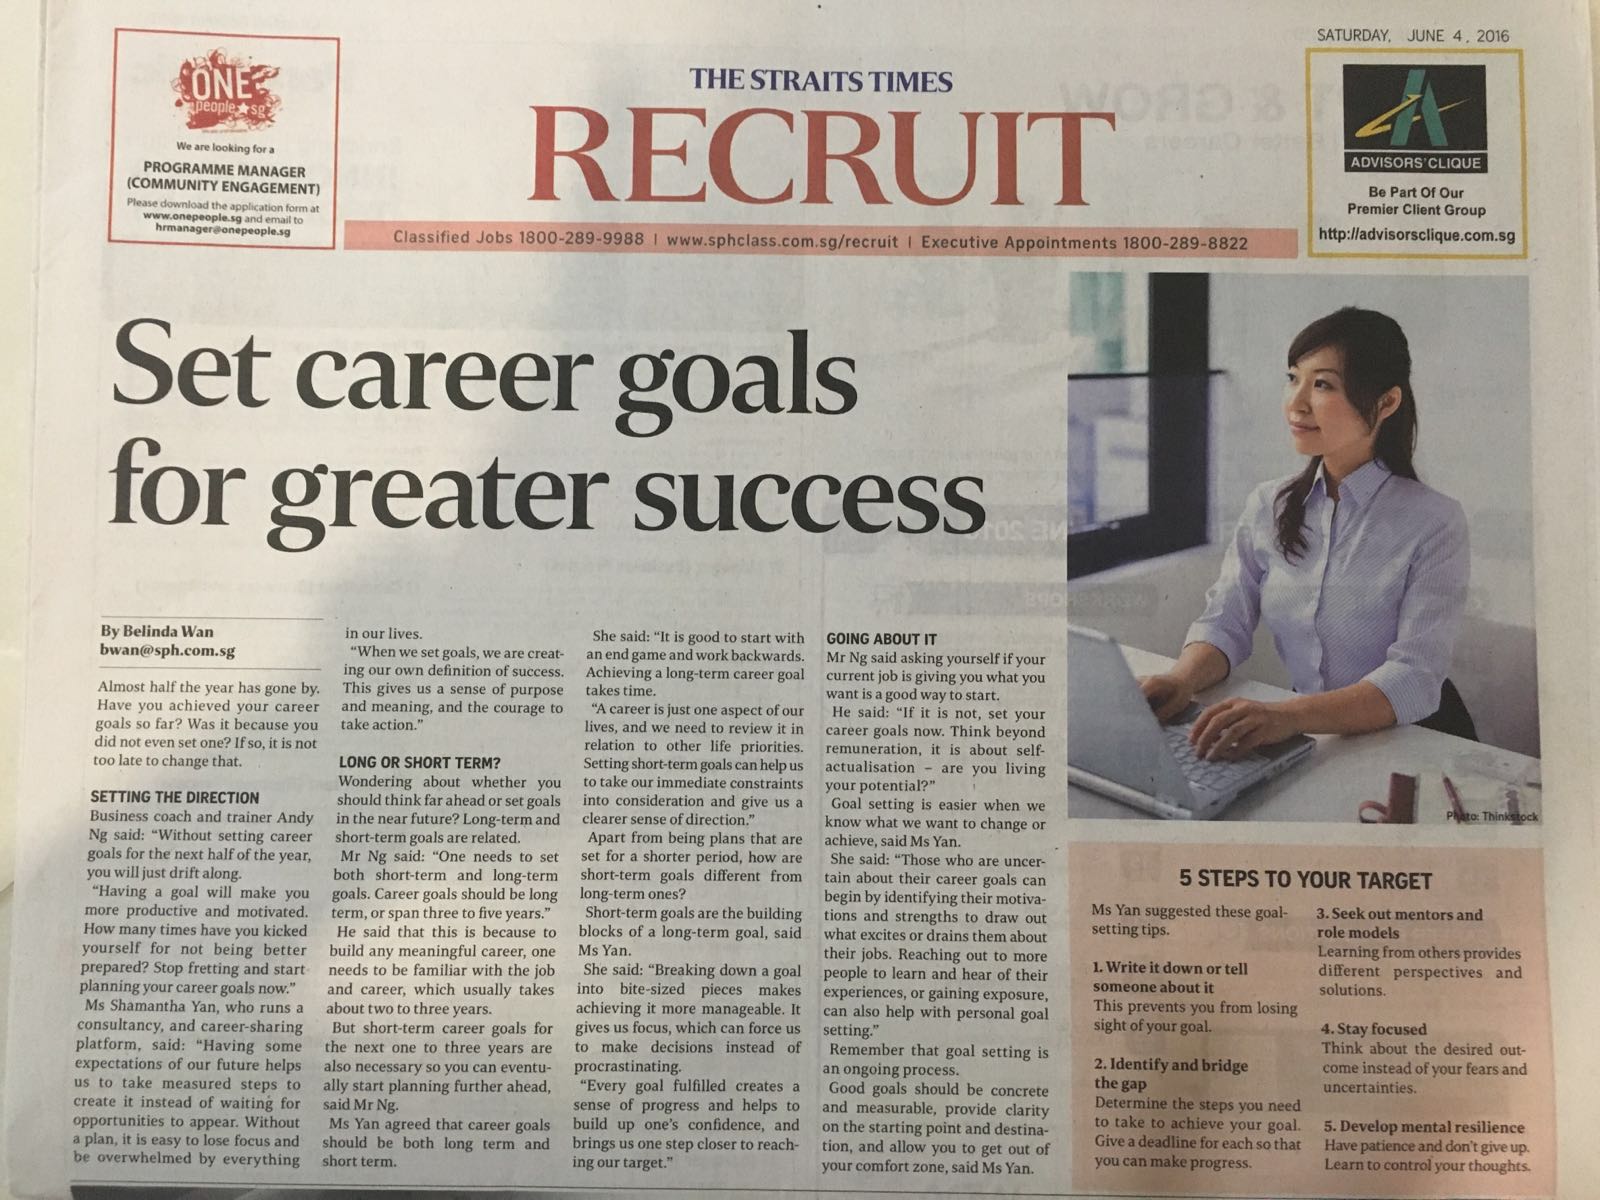 ONE
people sg
We are looking for a
PROGRAMME MANAGER
(COMMUNITY ENGAGEMENT)
Please download the application form at
www.onepeople.sg and email to
hrmanager@onepeople.sg
THE STRAITS TIMES
RECRUIT
Classified Jobs 1800-289-9988 | www.sphclass.com.sg/recruit | Executive Appointments 1800-289-8822
SATURDAY, JUNE 4, 2016
ADVISORS'CLIQUE
Be Part Of Our
Premier Client Group
http://advisorsclique.com.sg
Set career goals
for greater success
By Belinda Wan
bwan@sph.com.sg
Almost half the year has gone by.
Have you achieved your career
goals so far? Was it because you
did not even set one? If so, it is not
too late to change that.
SETTING THE DIRECTION
Business coach and trainer Andy
Ng said: “Without setting career
goals for the next half of the year,
you will just drift along.
“Having a goal will make you
more productive and motivated.
How many times have you kicked
yourself for not being better
prepared? Stop fretting and start
planning your career goals now.”
Ms Shamantha Yan, who runs a
consultancy, and career-sharing
platform, said: “Having some
expectations of our future helps
us to take measured steps to
create it instead of waiting for
opportunities to appear. Without
a plan, it is easy to lose focus and
be overwhelmed by everything
in our lives.
“When we set goals, we are creat-
ing our own definition of success.
This gives us a sense of purpose
and meaning, and the courage to
take action.”
LONG OR SHORT TERM?
Wondering about whether you
should think far ahead or set goals
in the near future? Long-term and
short-term goals are related.
Mr Ng said: “One needs to set
both short-term and long-term
goals. Career goals should be long
term, or span three to five years.”
He said that this is because to
build any meaningful career, one
needs to be familiar with the job
and career, which usually takes
about two to three years.
But short-term career goals for
the next one to three years are
also necessary so you can eventu-
ally start planning further ahead,
said Mr Ng.
Ms Yan agreed that career goals
should be both long term and
short term.
She said: “It is good to start with
an end game and work backwards.
Achieving a long-term career goal
takes time.
“A career is just one aspect of our
lives, and we need to review it in
relation to other life priorities.
Setting short-term goals can help us
to take our immediate constraints
into consideration and give us a
clearer sense of direction.”
Apart from being plans that are
set for a shorter period, how are
short-term goals different from
long-term ones?
Short-term goals are the building
blocks of a long-term goal, said
Ms Yan.
She said: “Breaking down a goal
into bite-sized pieces makes
achieving it more manageable. It
gives us focus, which can force us
to make decisions instead of
procrastinating.
“Every goal fulfilled creates a
sense of progress and helps to
build up one’s confidence, and
brings us one step closer to reach-
ing our target.”
GOING ABOUT IT
Mr Ng said asking yourself if your
current job is giving you what you
want is a good way to start.
He said: “If it is not, set your
career goals now. Think beyond
remuneration, it is about self-
actualisation – are you living
your potential?”
Goal setting is easier when we
know what we want to change or
achieve, said Ms Yan.
She said: “Those who are uncer-
tain about their career goals can
begin by identifying their motiva-
tions and strengths to draw out
what excites or drains them about
their jobs. Reaching out to more
people to learn and hear of their
experiences, or gaining exposure,
can also help with personal goal
setting.”
Remember that goal setting is
an ongoing process.
Good goals should be concrete
and measurable, provide clarity
on the starting point and destina-
tion, and allow you to get out of
your comfort zone, said Ms Yan.
Photo: Thinkstock
5 STEPS TO YOUR TARGET
Ms Yan suggested these goal-
setting tips.
1. Write it down or tell
someone about it
This prevents you from losing
sight of your goal.
2. Identify and bridge
the gap
Determine the steps you need
to take to achieve your goal.
Give a deadline for each so that
you can make progress.
3. Seek out mentors and
role models
Learning from others provides
different perspectives and
solutions.
4. Stay focused
Think about the desired out-
come instead of your fears and
uncertainties.
5. Develop mental resilience
Have patience and don’t give up.
Learn to control your thoughts.